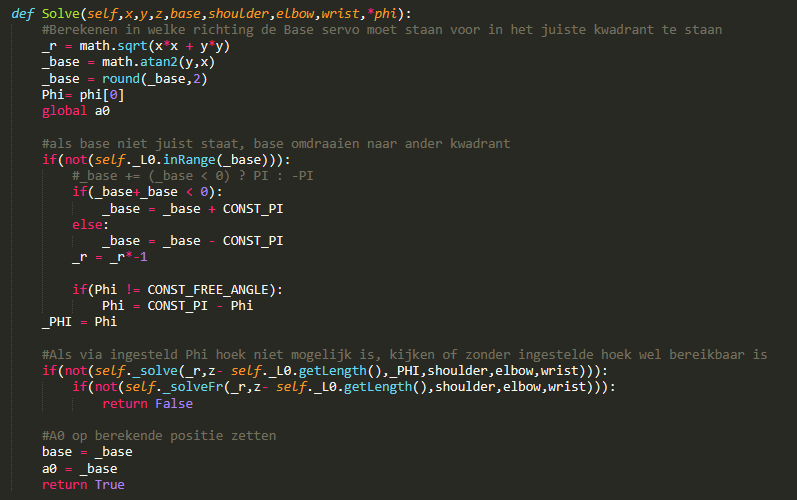 def Solve(self,x,y,z,base,shoulder,elbow,wrist,*phi):
#Berekenen in welke richting de Base servo moet staan voor in het juiste kwadrant te staan
_r = math.sqrt(x*x + y*y)
_base = math.atan2(y,x)
_base = round(_base,2)
Phi= phi[0]
global a0
#als base niet juist staat, base omdraaien naar ander kwadrant
if(not(self._L0.inRange(_base))):
#_base += (_base < 0) ? PI : -PI
if(_base+_base < 0):
_base = _base + CONST_PI
else:
_base = _base - CONST_PI
_r = _r*-1
if(Phi != CONST_FREE_ANGLE):
Phi = CONST_PI - Phi
_PHI = Phi
#Als via ingesteld Phi hoek niet mogelijk is, kijken of zonder ingestelde hoek wel bereikbaar is
if(not(self._solve(_r,z- self._L0.getLength(),_PHI,shoulder,elbow,wrist))):
if(not(self._solveFr(_r,z- self._L0.getLength(),shoulder,elbow,wrist))):
return False
#A0 op berekende positie zetten
base = _base
a0 = _base
return True